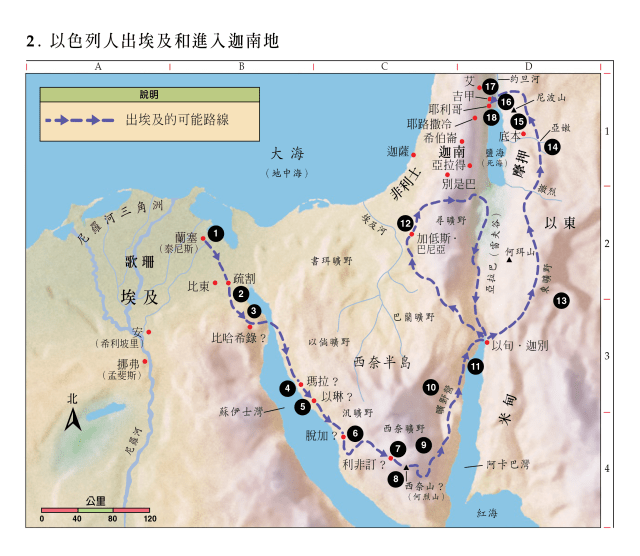 2. 以色列人出埃及和進入迦南地
A B C D
說明
出埃及的可能路線
艾
17
約旦河
吉甲
16
尼波山
耶利哥
18
15
耶路撒冷
底本
亞嫩
14
希伯崙
1
大海
(地中海)
迦薩
迦南
鹽海
(死海)
摩押
亞拉得
非利士
別是巴
撒烈
尼羅河三角洲
埃及河
12
尋曠野
以東
1
蘭塞
(泰尼斯)
加低斯·
巴尼亞
亞拉巴(當大谷)
2
歌珊
書珥曠野
何珥山
埃及
比東
疏割
2
東曠野
13
3
巴蘭曠野
安
(希利坡里)
比哈希錄?
以倘曠野
以旬·迦別
3
挪弗
(孟斐斯)
西奈半島
11
4
瑪拉?
10
曠野營
北
蘇伊士灣
5
以琳?
汛曠野
米甸
尼羅河
脫加?
6
西奈曠野
7
9
利非訂?
阿卡巴灣
4
8
西奈山?
(何烈山)
公里
0 40 80 120
紅海